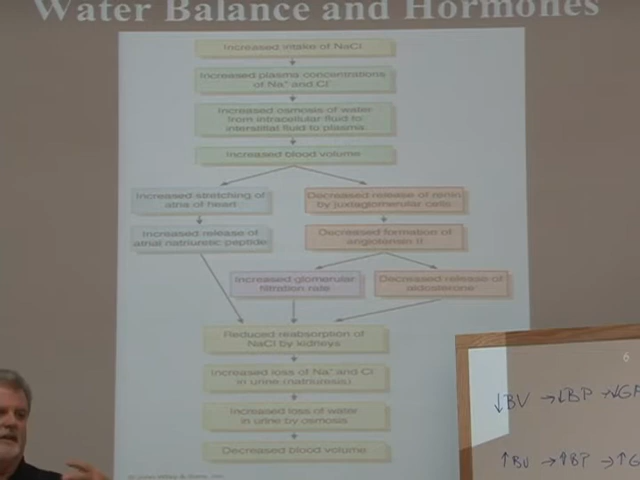 Water Balance and Hormones
Increased intake of NaCl
Increased plasma concentrations
of Na⁺ and Cl⁻
Increased osmosis of water
from intracellular fluid to
interstitial fluid to plasma
Increased blood volume
Increased stretching of
atria of heart
Decreased release of renin
by juxtaglomerular cells
Increased release of
atrial natriuretic peptide
Decreased formation of
angiotensin II
Increased glomerular
filtration rate
Decreased release of
aldosterone
Reduced reabsorption of
NaCl by kidneys
Increased loss of Na⁺ and Cl⁻
in urine (natriuresis)
Increased loss of water
in urine by osmosis
Decreased blood volume
6
↓BV → ↓BP → ↓GF
↑BV → ↑BP → ↑G